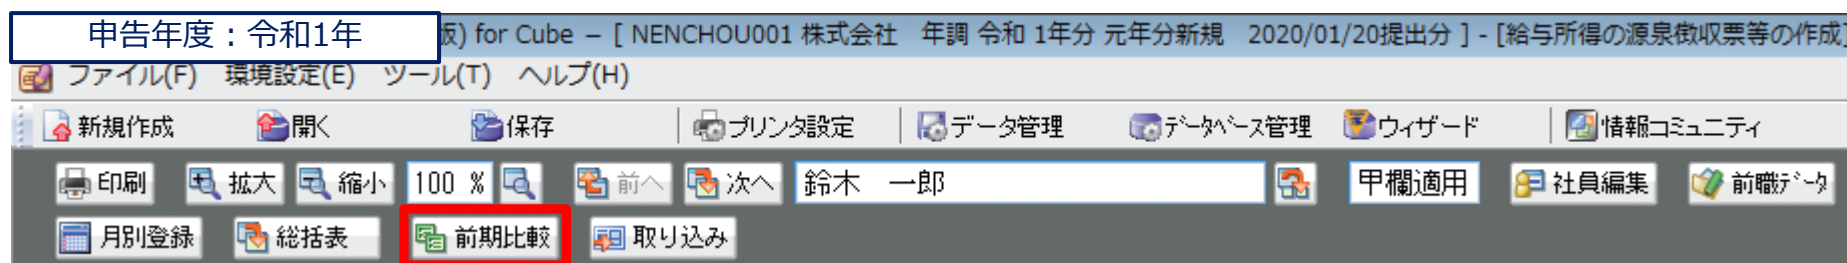 申告年度：令和1年
版) for Cube － [ NENCHOU001 株式会社　年調 令和 1年分 元年分新規　2020/01/20提出分 ] - [給与所得の源泉徴収票等の作成]
ファイル(F)　環境設定(E)　ツール(T)　ヘルプ(H)
新規作成　開く　保存　プリンタ設定　データ管理　ﾃﾞｰﾀﾍﾞｰｽ管理　ウィザード　情報コミュニティ
印刷　拡大　縮小　100 %　前へ　次へ　鈴木　一郎　甲欄適用　社員編集　前職ﾃﾞｰﾀ
月別登録　総括表　前期比較　取り込み